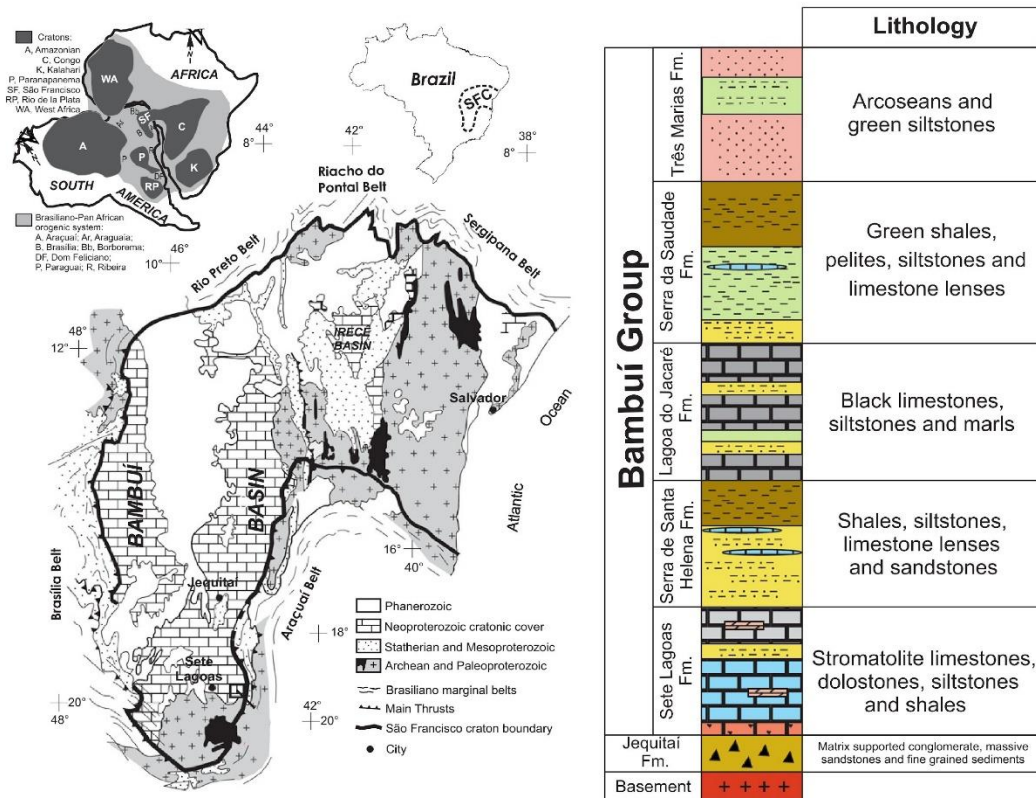 Cratons:
A, Amazonian
C, Congo
K, Kalahari
P, Paranapanema
SF, São Francisco
RP, Rio de la Plata
WA, West Africa
N
AFRICA
WA
SF
C
A
P
K
RP
SOUTH
AMERICA
N
Brasiliano-Pan African
orogenic system:
A, Araçuaí; Ar, Araguaia;
B. Brasília; Bb, Borborema;
DF, Dom Feliciano;
P, Paraguai; R, Ribeira
Brazil
SFC
44°
8°
42°
38°
8°
46°
10°
48°
12°
16°
40°
18°
42°
20°
20°
48°
Riacho do
Pontal Belt
Rio Preto Belt
Sergipana Belt
IRECÊ
BASIN
Salvador
Ocean
Atlantic
BAMBUÍ
BASIN
Brasília Belt
Araçuaí Belt
Jequitaí
Sete
Lagoas
Phanerozoic
Neoproterozoic cratonic cover
Statherian and Mesoproterozoic
Archean and Paleoproterozoic
Brasiliano marginal belts
Main Thrusts
São Francisco craton boundary
City
Lithology
Bambuí Group
Três Marias Fm.
Arcoseans and
green siltstones
Serra da Saudade
Fm.
Green shales,
pelites, siltstones and
limestone lenses
Lagoa do Jacaré
Fm.
Black limestones,
siltstones and marls
Serra de Santa
Helena Fm.
Shales, siltstones,
limestone lenses
and sandstones
Sete Lagoas
Fm.
Stromatolite limestones,
dolostones, siltstones
and shales
Jequitaí
Fm.
Matrix supported conglomerate, massive
sandstones and fine grained sediments
Basement